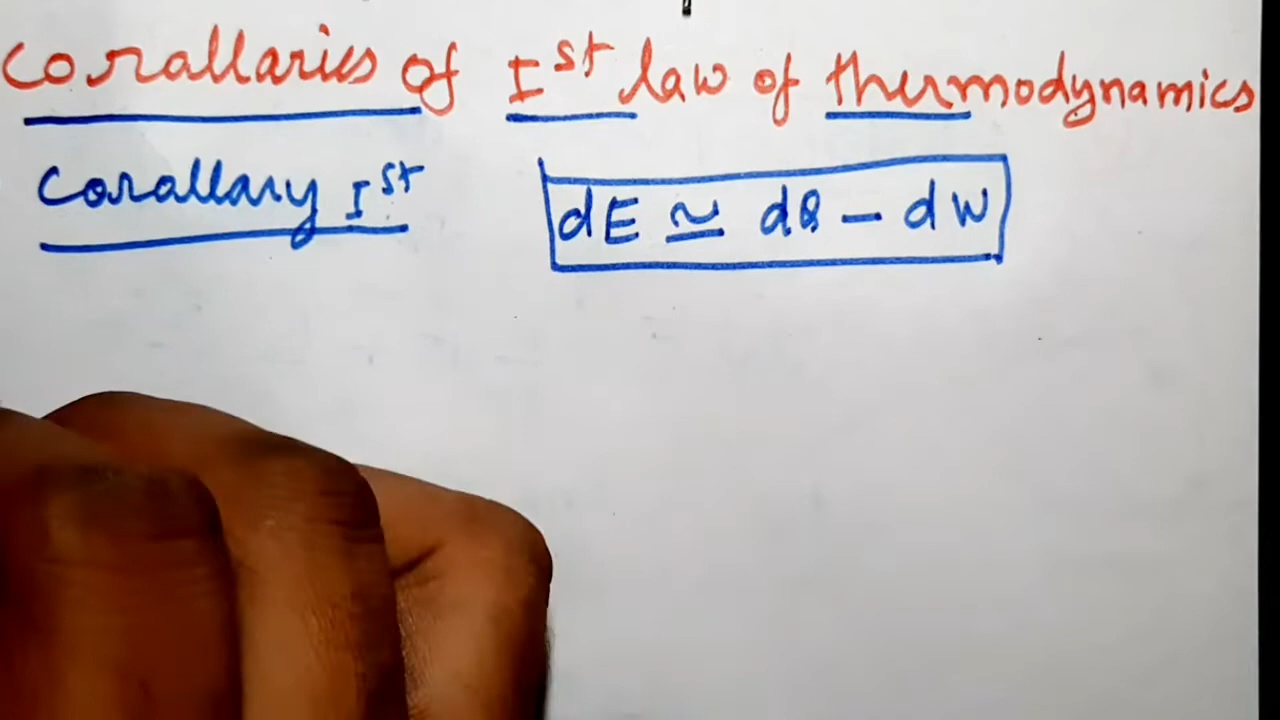 Corallaries of Ist law of thermodynamics
Corallary Ist
dE ≅ dQ - dW